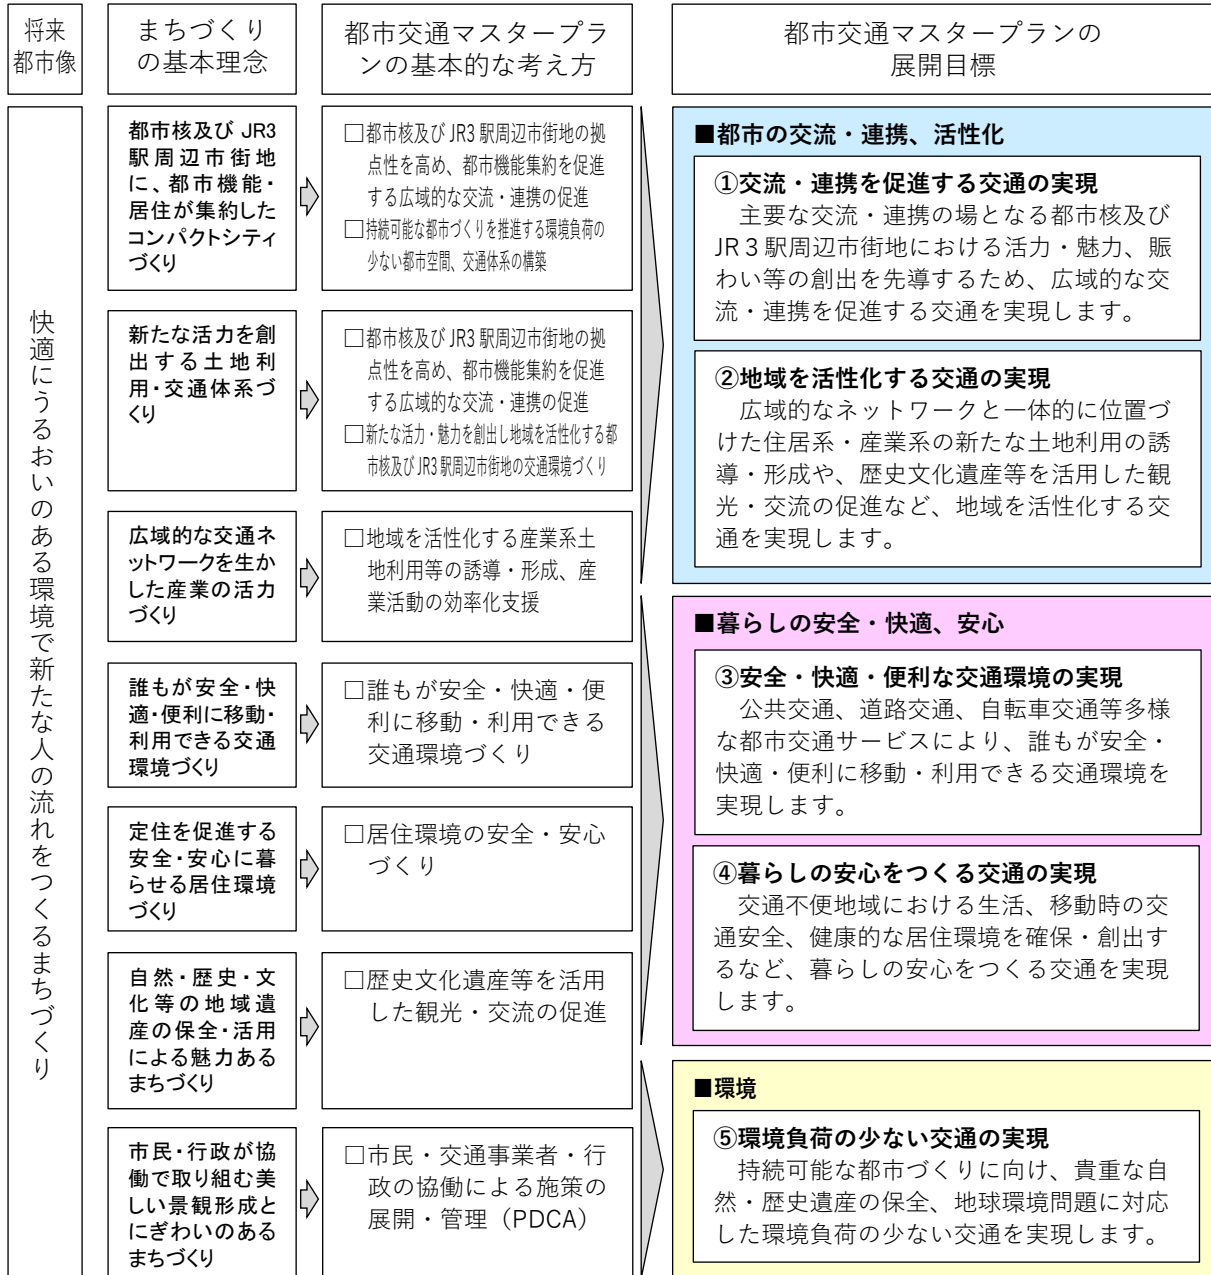 将来
都市像
まちづくり
の基本理念
都市交通マスタープラ
ンの基本的な考え方
都市交通マスタープランの
展開目標
快適にうるおいのある環境で新たな人の流れをつくるまちづくり
都市核及び JR3
駅周辺市街地
に、都市機能・
居住が集約した
コンパクトシティ
づくり
□都市核及び JR3 駅周辺市街地の拠
点性を高め、都市機能集約を促進
する広域的な交流・連携の促進
□持続可能な都市づくりを推進する環境負荷の
少ない都市空間、交通体系の構築
新たな活力を創
出する土地利
用・交通体系づ
くり
□都市核及び JR3 駅周辺市街地の拠
点性を高め、都市機能集約を促進
する広域的な交流・連携の促進
□新たな活力・魅力を創出し地域を活性化する都
市核及び JR3 駅周辺市街地の交通環境づくり
広域的な交通ネ
ットワークを生か
した産業の活力
づくり
□地域を活性化する産業系土
地利用等の誘導・形成、産
業活動の効率化支援
誰もが安全・快
適・便利に移動・
利用できる交通
環境づくり
□誰もが安全・快適・便
利に移動・利用できる
交通環境づくり
定住を促進する
安全・安心に暮
らせる居住環境
づくり
□居住環境の安全・安心
づくり
自然・歴史・文
化等の地域遺
産の保全・活用
による魅力ある
まちづくり
□歴史文化遺産等を活用
した観光・交流の促進
市民・行政が協
働で取り組む美
しい景観形成と
にぎわいのある
まちづくり
□市民・交通事業者・行
政の協働による施策の
展開・管理（PDCA）
■都市の交流・連携、活性化
①交流・連携を促進する交通の実現
主要な交流・連携の場となる都市核及び
JR３駅周辺市街地における活力・魅力、賑
わい等の創出を先導するため、広域的な交
流・連携を促進する交通を実現します。
②地域を活性化する交通の実現
広域的なネットワークと一体的に位置づ
けた住居系・産業系の新たな土地利用の誘
導・形成や、歴史文化遺産等を活用した観
光・交流の促進など、地域を活性化する交
通を実現します。
■暮らしの安全・快適、安心
③安全・快適・便利な交通環境の実現
公共交通、道路交通、自転車交通等多様
な都市交通サービスにより、誰もが安全・
快適・便利に移動・利用できる交通環境を
実現します。
④暮らしの安心をつくる交通の実現
交通不便地域における生活、移動時の交
通安全、健康的な居住環境を確保・創出す
るなど、暮らしの安心をつくる交通を実現
します。
■環境
⑤環境負荷の少ない交通の実現
持続可能な都市づくりに向け、貴重な自
然・歴史遺産の保全、地球環境問題に対応
した環境負荷の少ない交通を実現します。